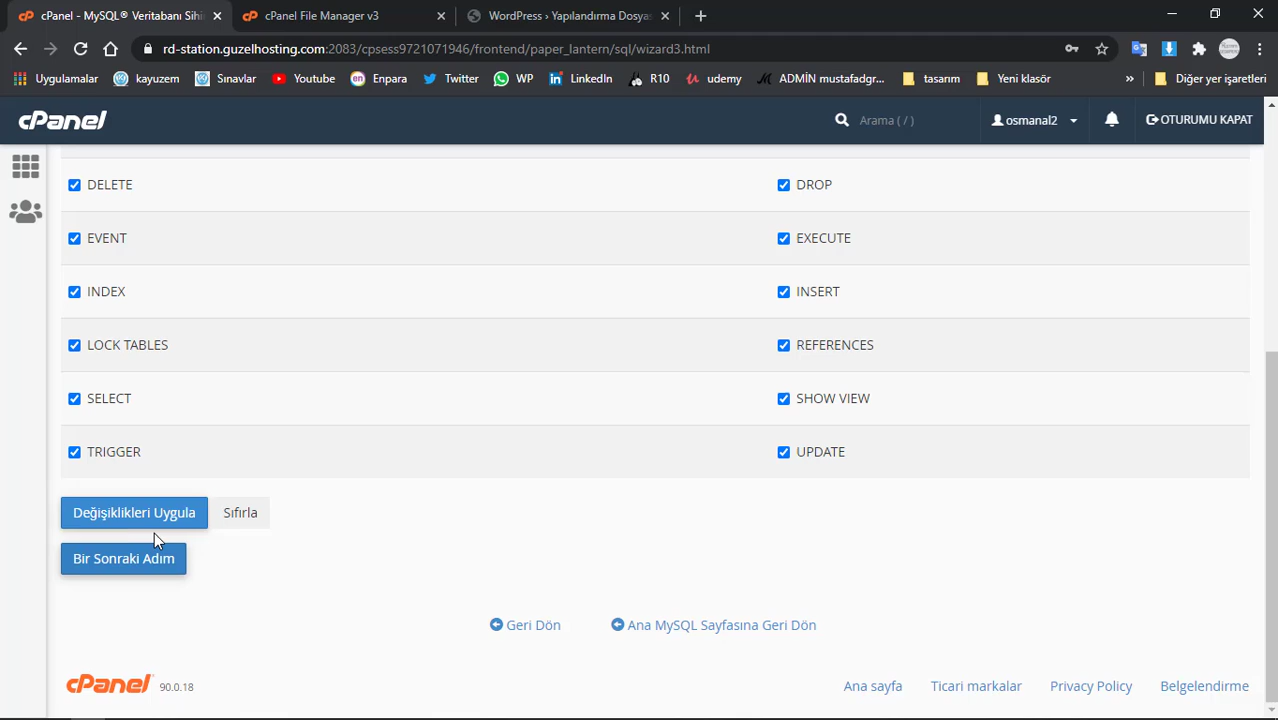 cPanel - MySQL® Veritabanı Sihi
cPanel File Manager v3
WordPress › Yapılandırma Dosyas
rd-station.guzelhosting.com:2083/cpsess9721071946/frontend/paper_lantern/sql/wizard3.html
Uygulamalar kayuzem Sınavlar Youtube Enpara Twitter WP LinkedIn R10 udemy ADMİN mustafadgr... tasarım Yeni klasör » Diğer yer işaretleri
cPanel Arama ( / ) osmanal2 OTURUMU KAPAT
DELETE DROP
EVENT EXECUTE
INDEX INSERT
LOCK TABLES REFERENCES
SELECT SHOW VIEW
TRIGGER UPDATE
Değişiklikleri Uygula Sıfırla
Bir Sonraki Adım
Geri Dön Ana MySQL Sayfasına Geri Dön
cPanel 90.0.18 Ana sayfa Ticari markalar Privacy Policy Belgelendirme